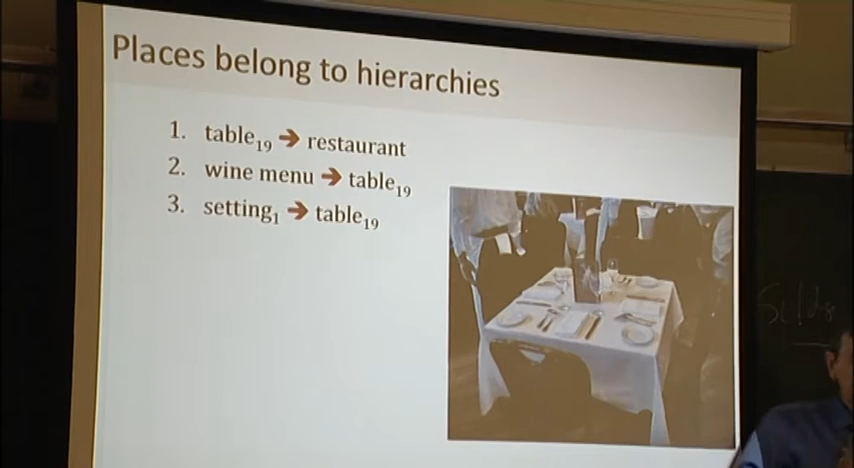 Places belong to hierarchies
1. table₁₉ ➔ restaurant
2. wine menu ➔ table₁₉
3. setting₁ ➔ table₁₉